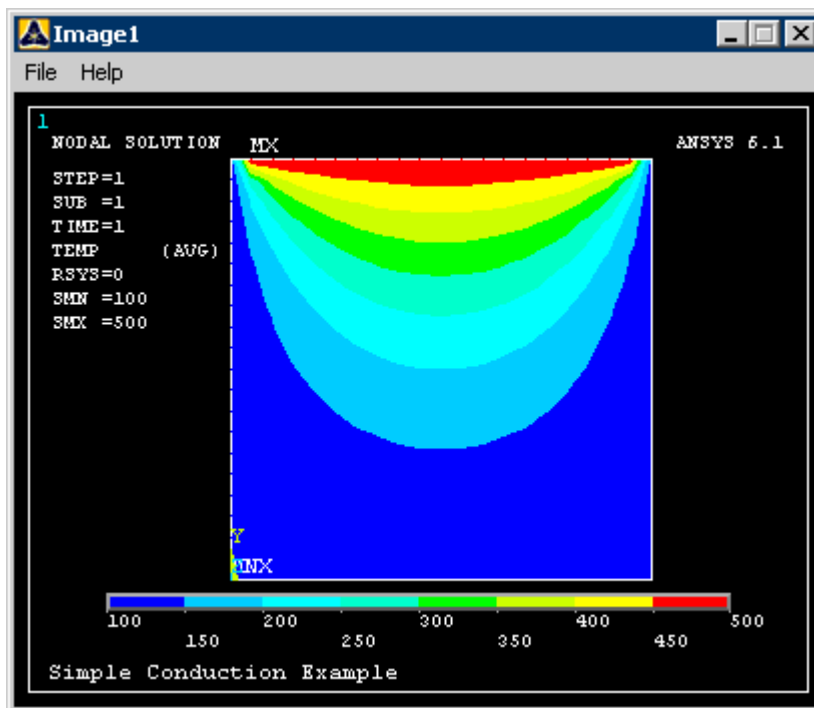 Image1
File Help
1
NODAL SOLUTION
MX
ANSYS 6.1
STEP=1
SUB =1
TIME=1
TEMP (AVG)
RSYS=0
SMN =100
SMX =500
Y
X
100 200 300 400 500
150 250 350 450
Simple Conduction Example